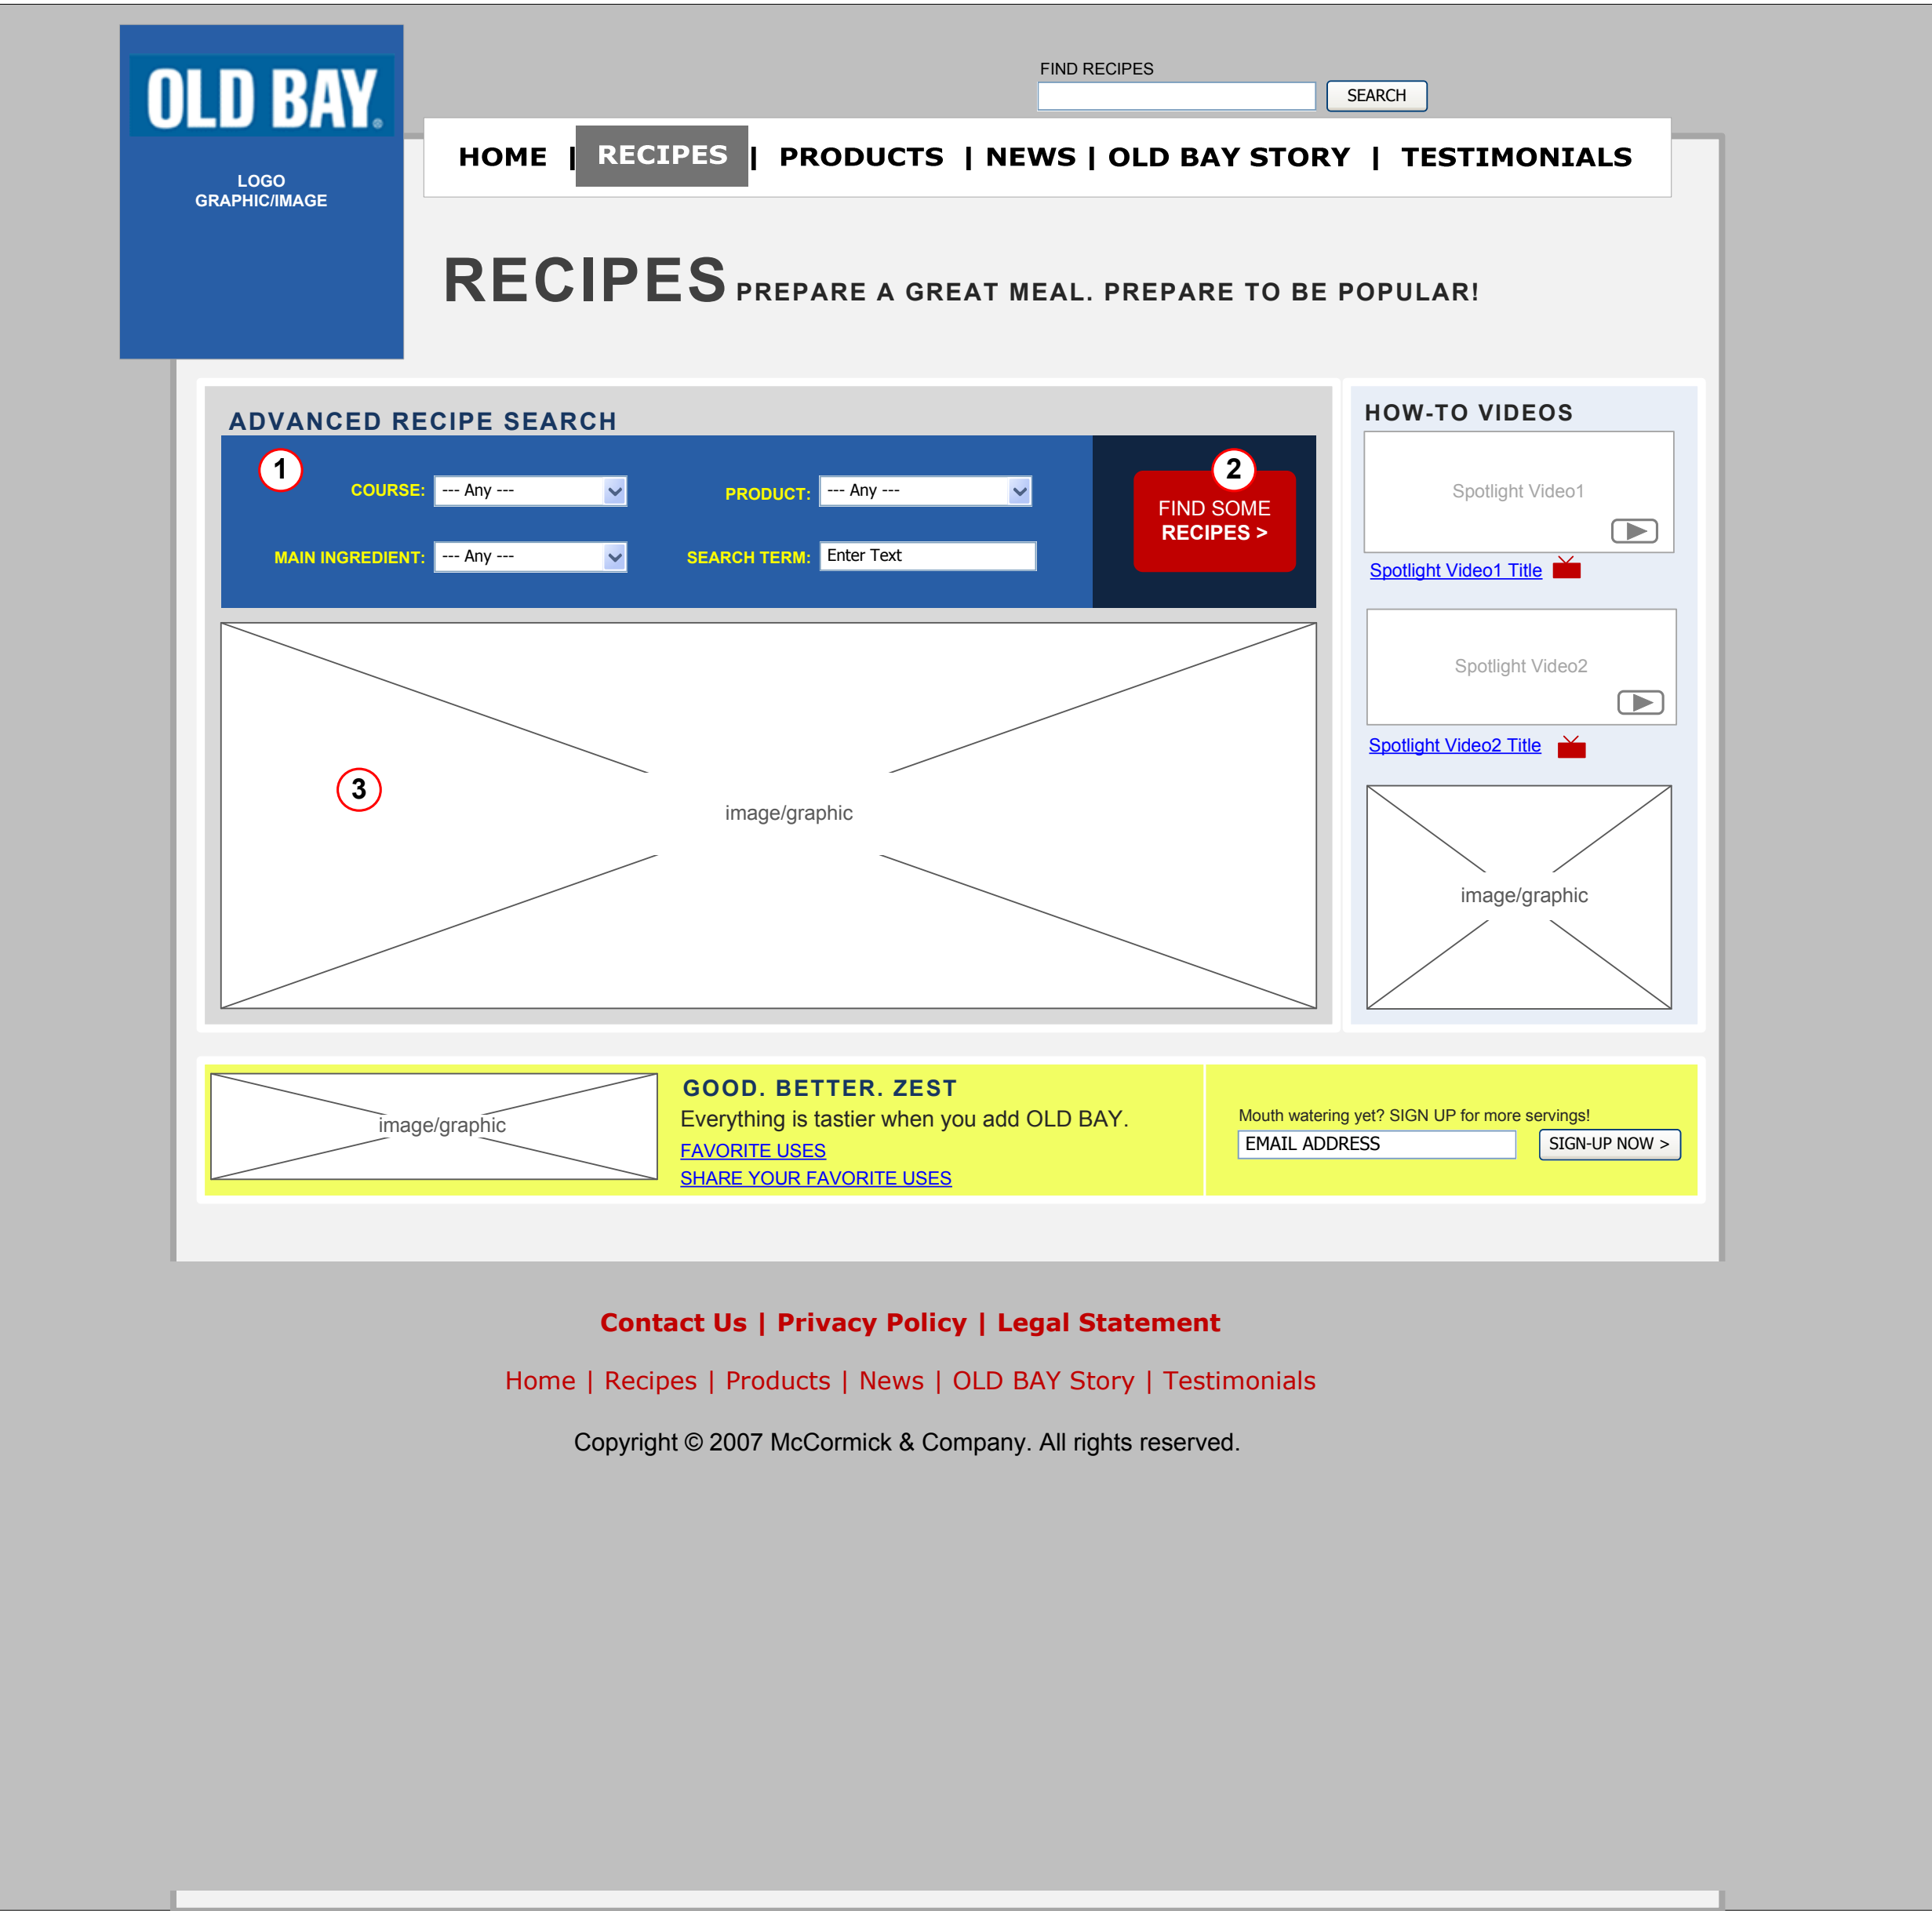 OLD BAY®
LOGO
GRAPHIC/IMAGE
FIND RECIPES
SEARCH
HOME | RECIPES | PRODUCTS | NEWS | OLD BAY STORY | TESTIMONIALS
RECIPES PREPARE A GREAT MEAL. PREPARE TO BE POPULAR!
ADVANCED RECIPE SEARCH
1
COURSE: --- Any ---
PRODUCT: --- Any ---
MAIN INGREDIENT: --- Any ---
SEARCH TERM: Enter Text
2
FIND SOME
RECIPES >
3
image/graphic
HOW-TO VIDEOS
Spotlight Video1
Spotlight Video1 Title
Spotlight Video2
Spotlight Video2 Title
image/graphic
image/graphic
GOOD. BETTER. ZEST
Everything is tastier when you add OLD BAY.
FAVORITE USES
SHARE YOUR FAVORITE USES
Mouth watering yet? SIGN UP for more servings!
EMAIL ADDRESS
SIGN-UP NOW >
Contact Us | Privacy Policy | Legal Statement
Home | Recipes | Products | News | OLD BAY Story | Testimonials
Copyright © 2007 McCormick & Company. All rights reserved.